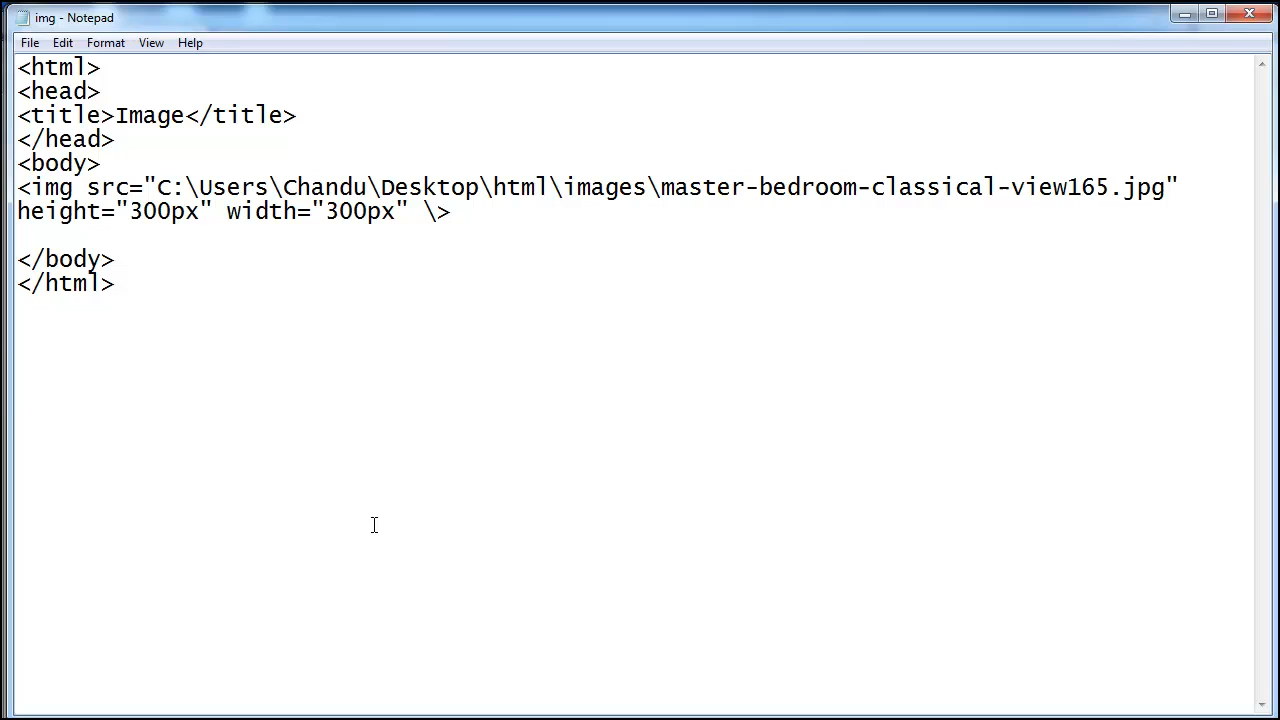 img - Notepad
File Edit Format View Help
<html>
<head>
<title>Image</title>
</head>
<body>
<img src="C:\Users\Chandu\Desktop\html\images\master-bedroom-classical-view165.jpg"
height="300px" width="300px" \>
</body>
</html>